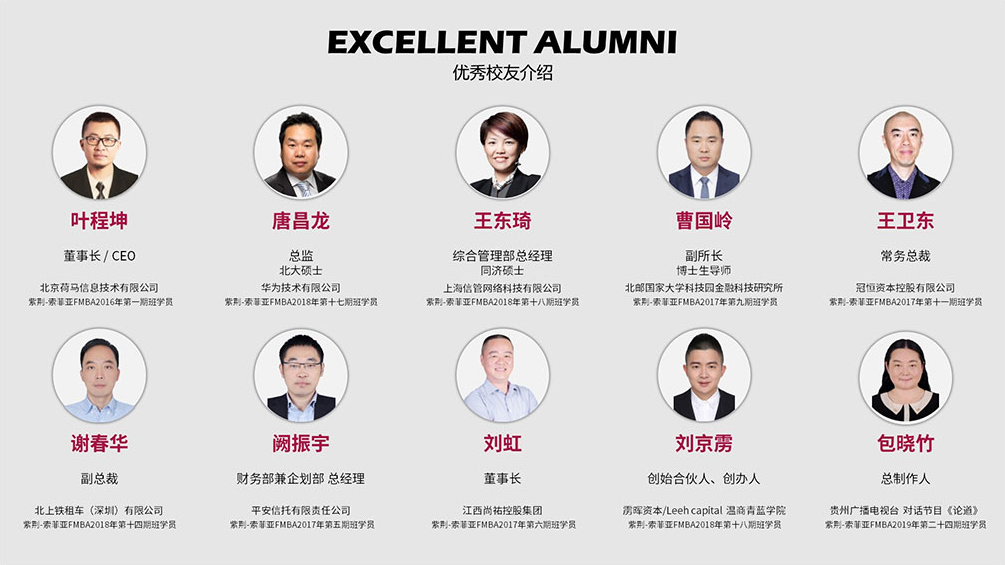 EXCELLENT ALUMNI
优秀校友介绍
叶程坤
董事长 / CEO
北京荷马信息技术有限公司
紫荆-索菲亚FMBA2016年第一期班学员
唐昌龙
总监
北大硕士
华为技术有限公司
紫荆-索菲亚FMBA2018年第十七期班学员
王东琦
综合管理部总经理
同济硕士
上海信管网络科技有限公司
紫荆-索菲亚FMBA2018年第十八期班学员
曹国岭
副所长
博士生导师
北邮国家大学科技园金融科技研究所
紫荆-索菲亚FMBA2017年第九期班学员
王卫东
常务总裁
冠恒资本控股有限公司
紫荆-索菲亚FMBA2017年第十一期班学员
谢春华
副总裁
北上铁租车（深圳）有限公司
紫荆-索菲亚FMBA2018年第十四期班学员
阙振宇
财务部兼企划部 总经理
平安信托有限责任公司
紫荆-索菲亚FMBA2017年第五期班学员
刘虹
董事长
江西尚祐控股集团
紫荆-索菲亚FMBA2017年第六期班学员
刘京雳
创始合伙人、创办人
雳晖资本/Leeh capital 温商青监学院
紫荆-索菲亚FMBA2018年第十八期班学员
包晓竹
总制作人
贵州广播电视台 对话节目《论道》
紫荆-索菲亚FMBA2019年第二十四期班学员